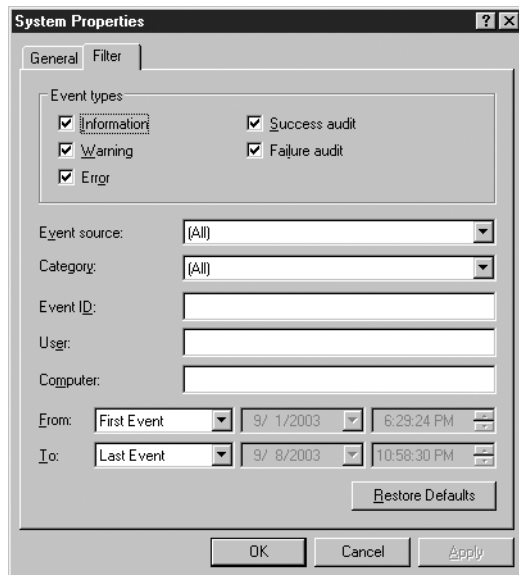 System Properties
General Filter
Event types
Information Success audit
Warning Failure audit
Error
Event source: (All)
Category: (All)
Event ID:
User:
Computer:
From: First Event 9/ 1/2003 6:29:24 PM
To: Last Event 9/ 8/2003 10:58:30 PM
Restore Defaults
OK Cancel Apply